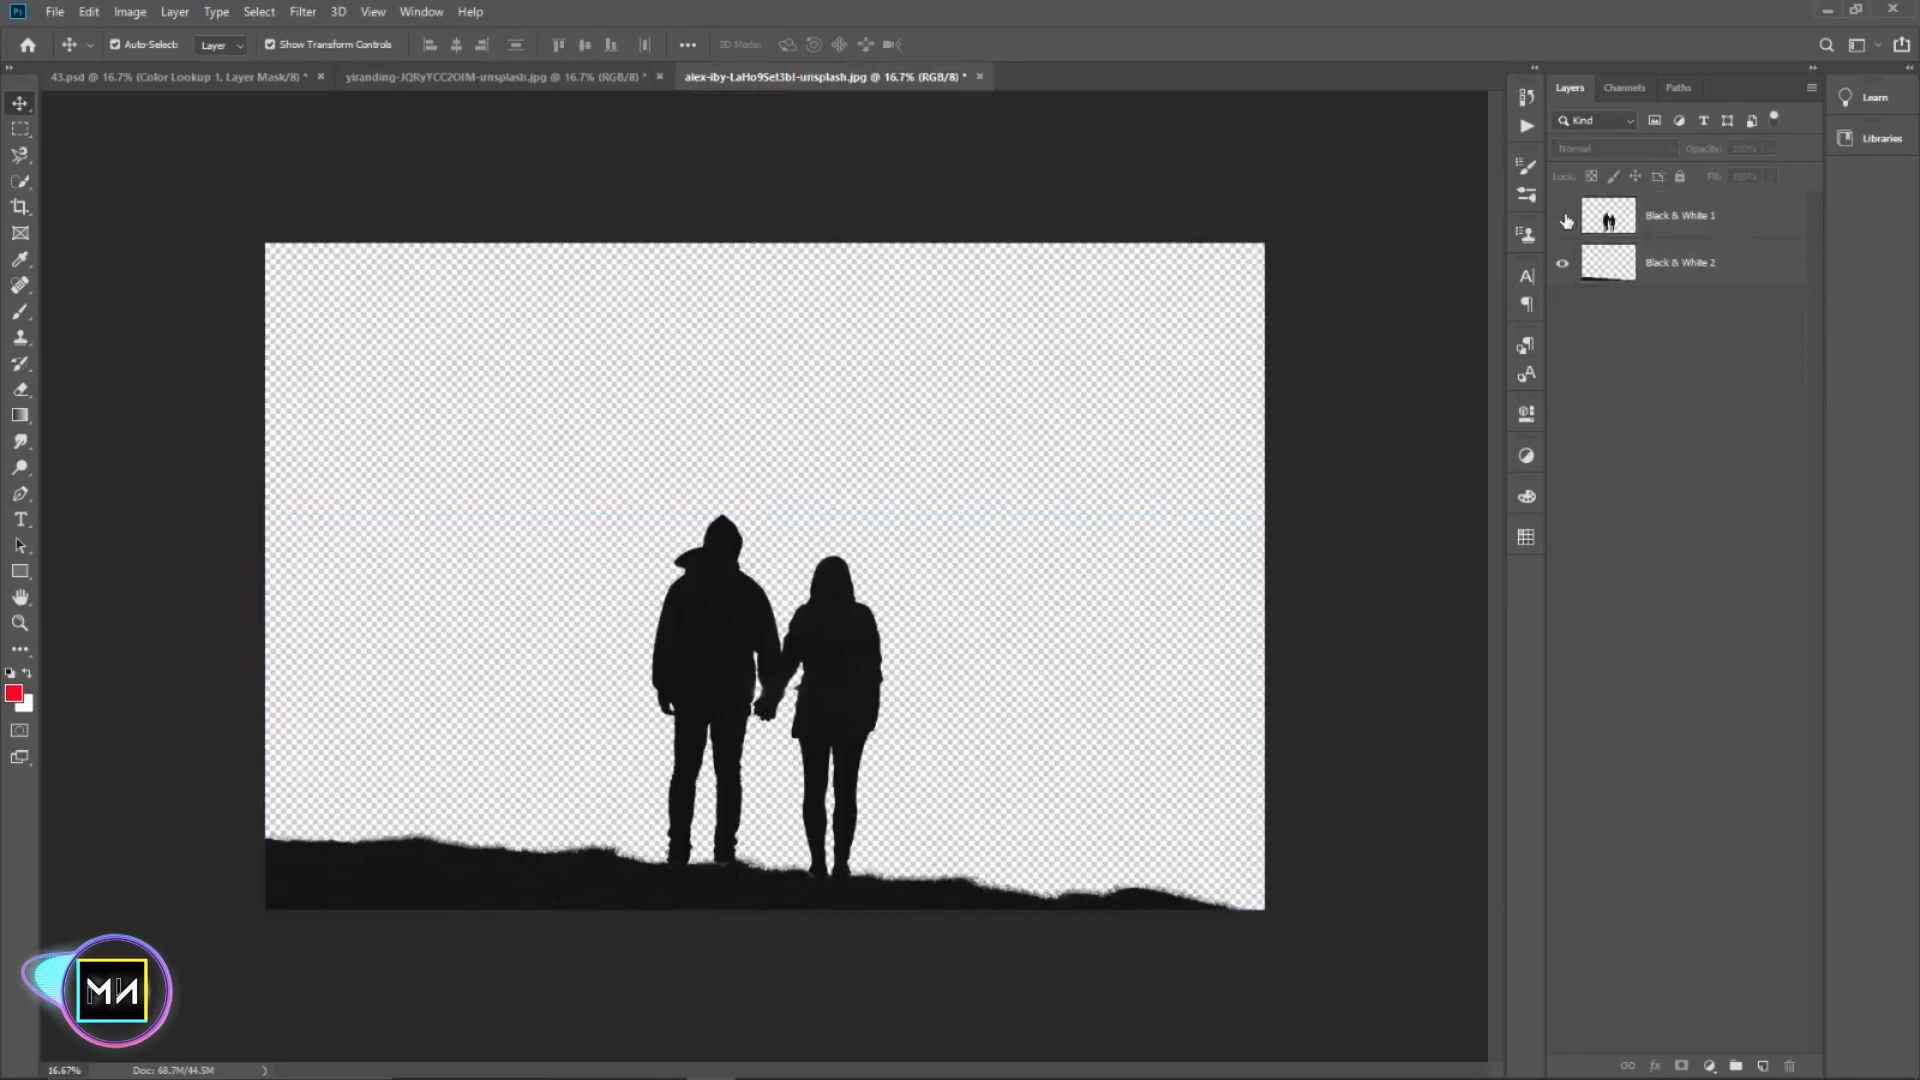 Ps File Edit Image Layer Type Select Filter 3D View Window Help
Auto-Select: Layer Show Transform Controls 3D Mode:
43.psd @ 16.7% (Color Lookup 1, Layer Mask/8) * × yiranding-JQRyYCC2OIM-unsplash.jpg @ 16.7% (RGB/8) * × alex-iby-LaHo9Set3bI-unsplash.jpg @ 16.7% (RGB/8) * ×
Layers Channels Paths
Learn
Kind
Libraries
Normal Opacity: 100%
Lock: Fill: 100%
Black & White 1
Black & White 2
16.67% Doc: 68.7M/44.5M